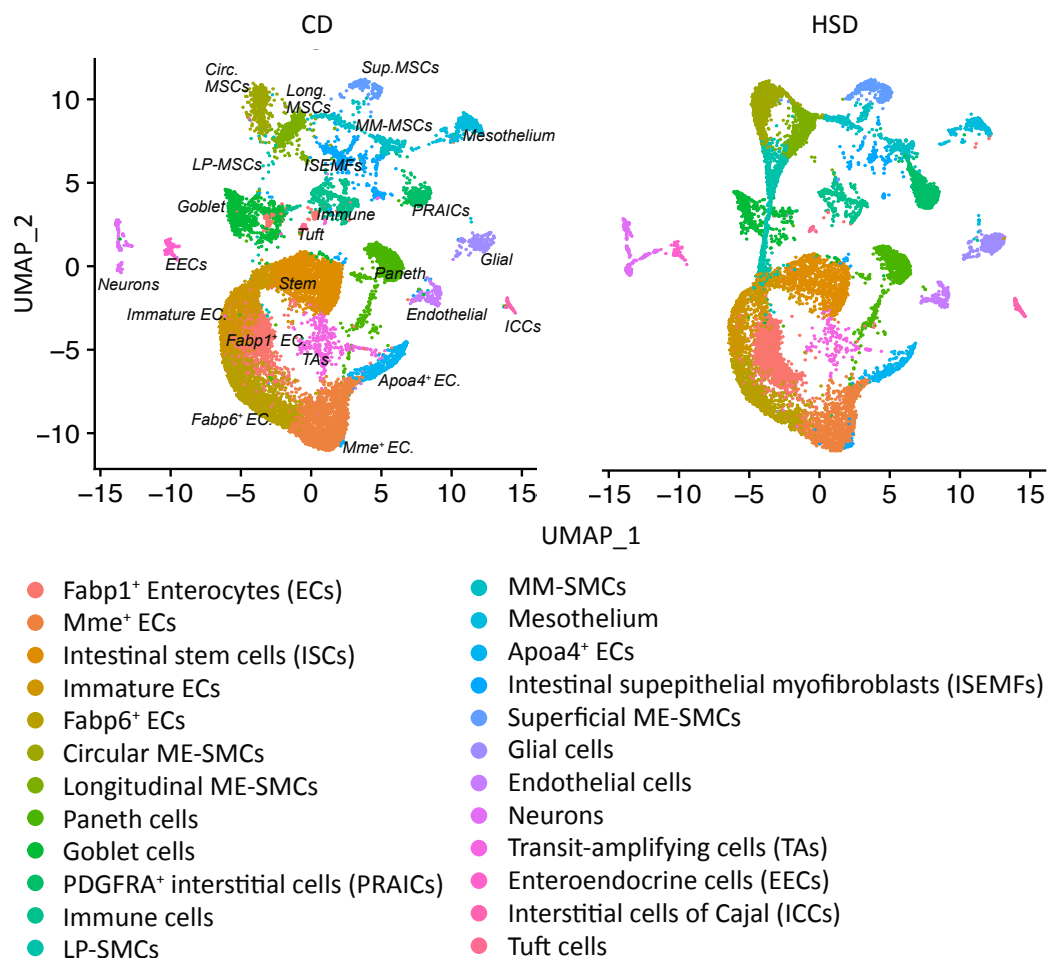 CD
HSD
Circ.
MSCs
Long.
MSCs
Sup.MSCs
MM-MSCs
Mesothelium
LP-MSCs
ISEMFs
Goblet
Immune
PRAICs
Tuft
EECs
Neurons
Stem
Paneth
Glial
Immature EC.
Endothelial
ICCs
Fabp1⁺ EC.
TAs
Apoa4⁺ EC.
Fabp6⁺ EC.
Mme⁺ EC.
UMAP_2
10
5
0
−5
−10
−15 −10 −5 0 5 10 15
−15 −10 −5 0 5 10 15
UMAP_1
Fabp1⁺ Enterocytes (ECs)
Mme⁺ ECs
Intestinal stem cells (ISCs)
Immature ECs
Fabp6⁺ ECs
Circular ME-SMCs
Longitudinal ME-SMCs
Paneth cells
Goblet cells
PDGFRA⁺ interstitial cells (PRAICs)
Immune cells
LP-SMCs
MM-SMCs
Mesothelium
Apoa4⁺ ECs
Intestinal supepithelial myofibroblasts (ISEMFs)
Superficial ME-SMCs
Glial cells
Endothelial cells
Neurons
Transit-amplifying cells (TAs)
Enteroendocrine cells (EECs)
Interstitial cells of Cajal (ICCs)
Tuft cells